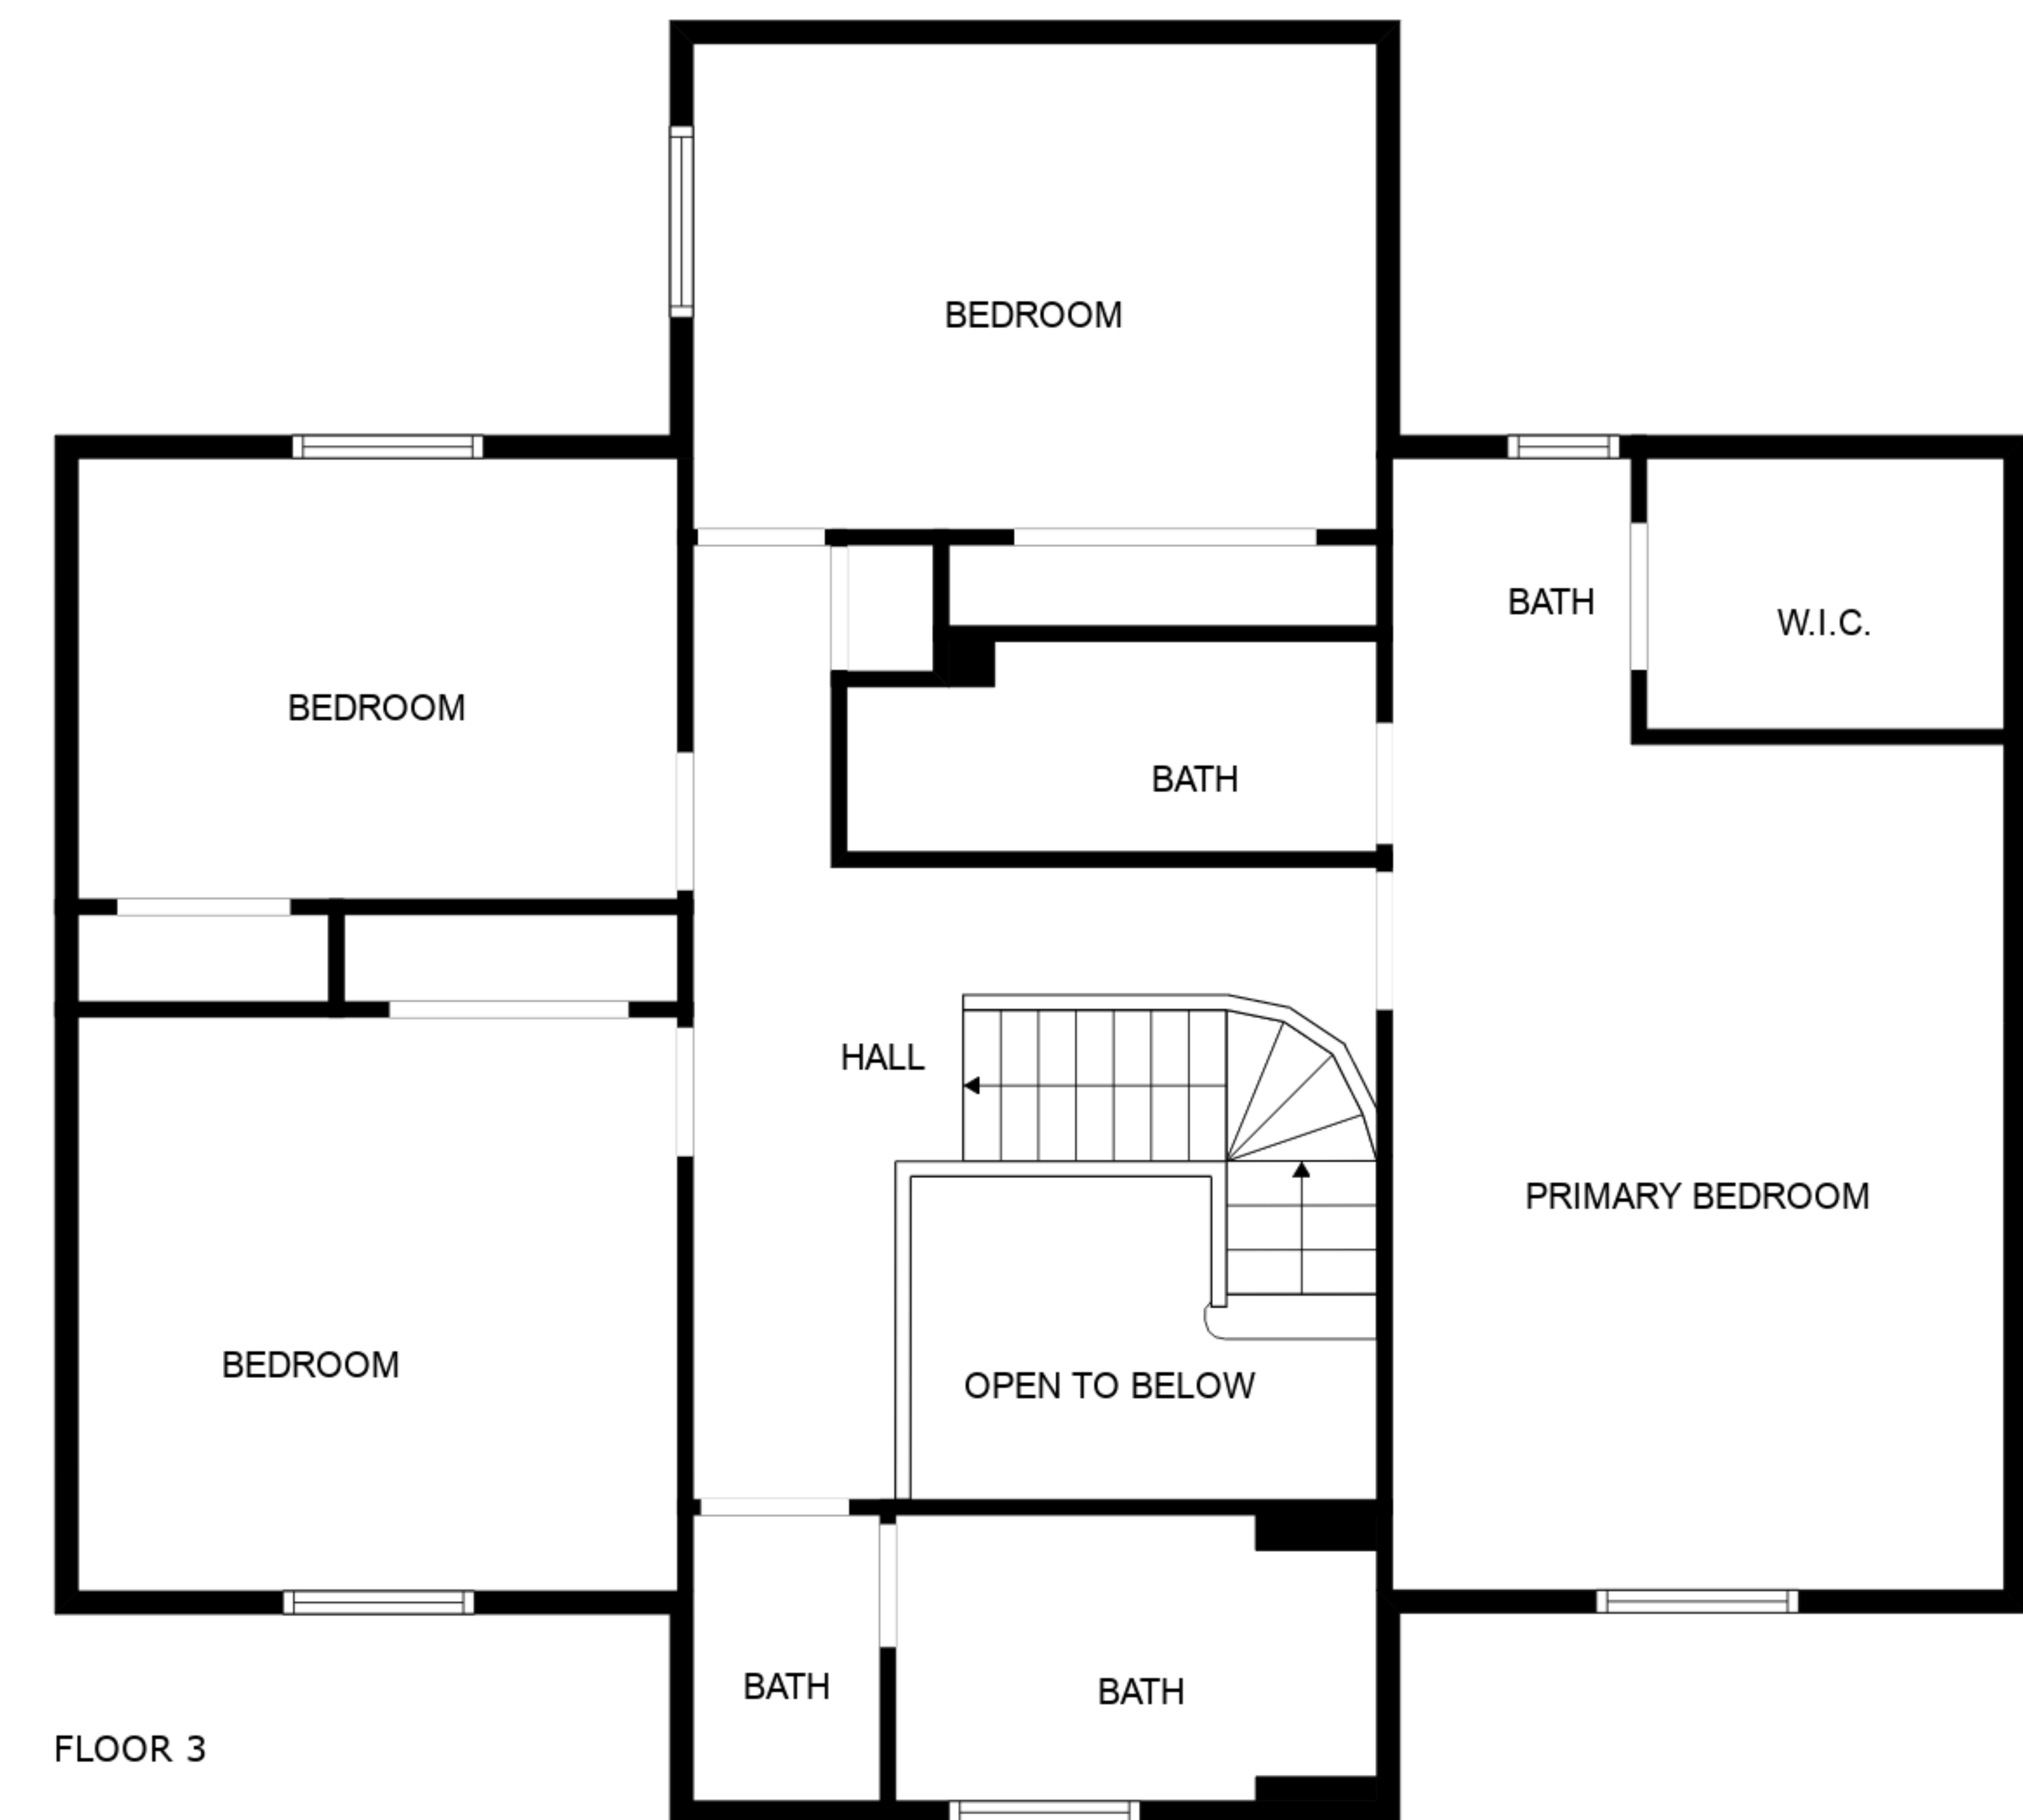 BEDROOM
BATH
W.I.C.
BEDROOM
BATH
HALL
PRIMARY BEDROOM
BEDROOM
OPEN TO BELOW
BATH
BATH
FLOOR 3